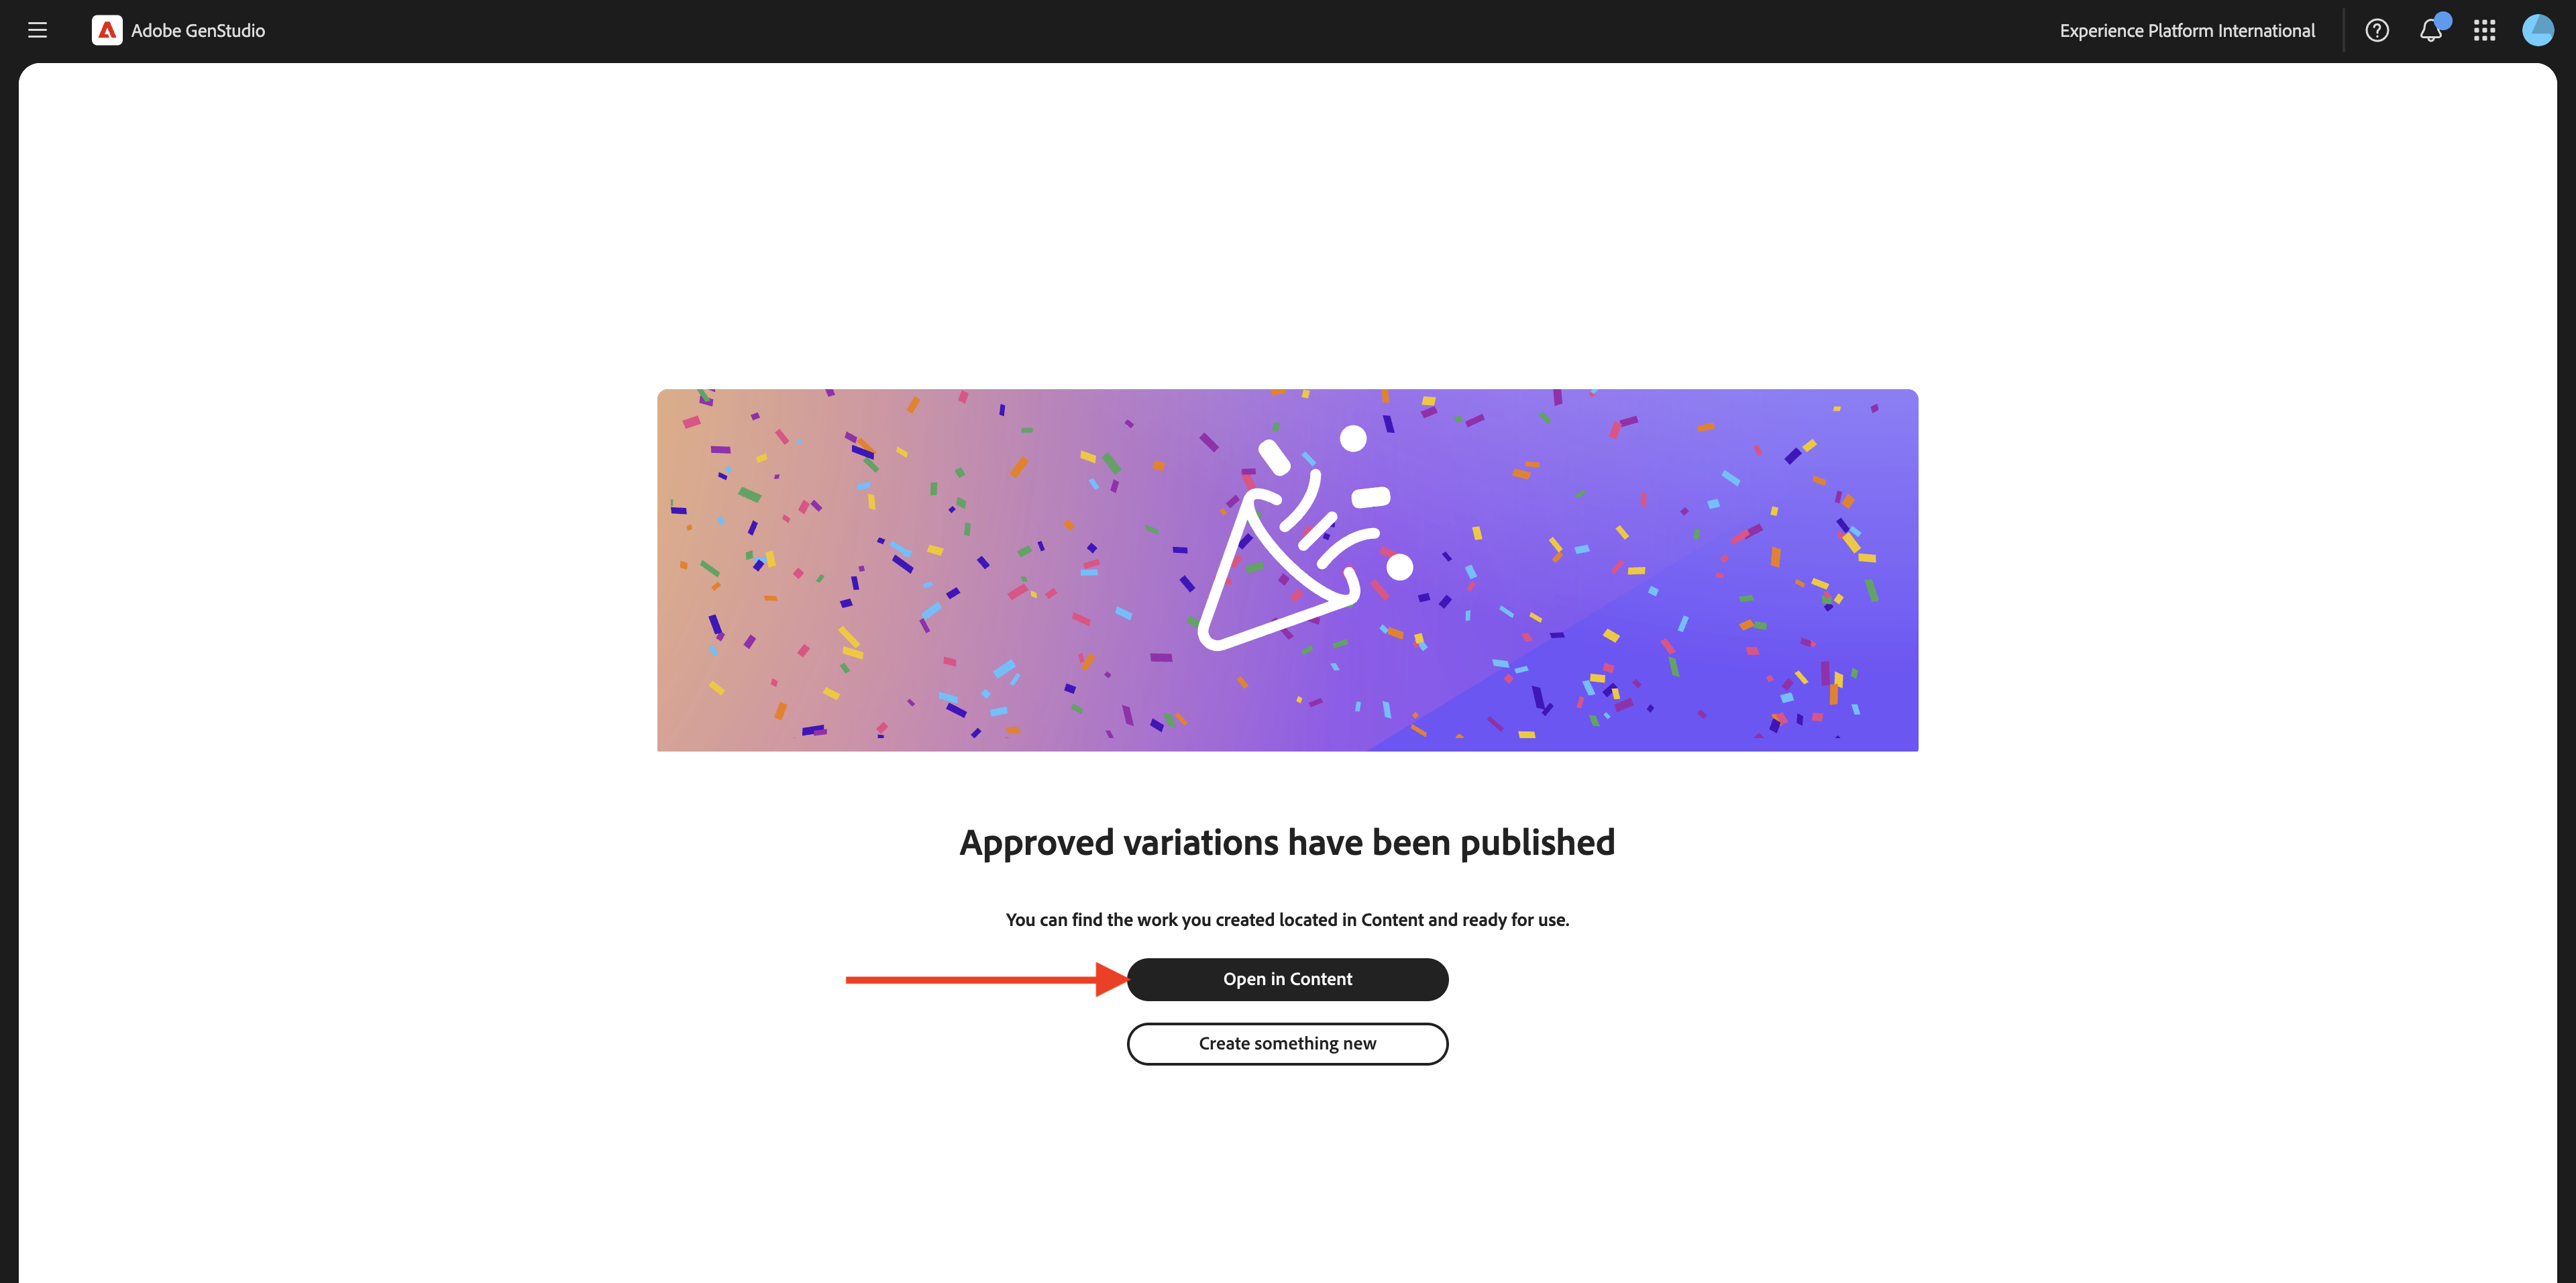 Adobe GenStudio
Experience Platform International
Approved variations have been published
You can find the work you created located in Content and ready for use.
Open in Content
Create something new